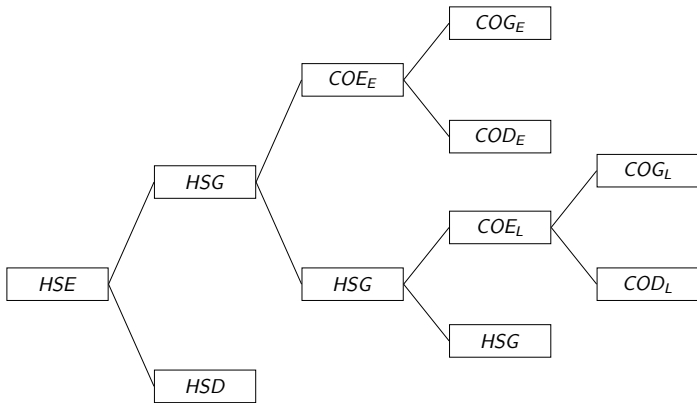 COG_E
COE_E
COD_E
HSG
COG_L
COE_L
HSE
HSG
COD_L
HSG
HSD